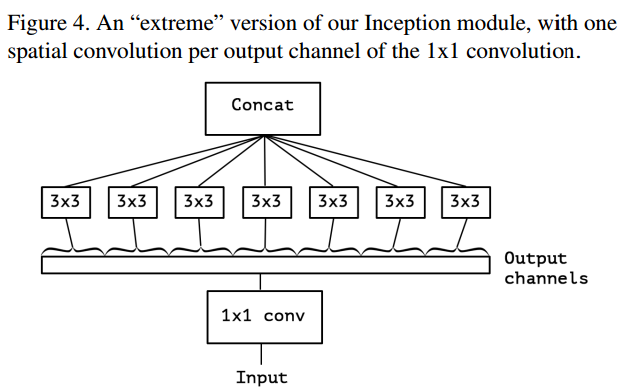 Figure 4. An “extreme” version of our Inception module, with one
spatial convolution per output channel of the 1x1 convolution.
Concat
3x3 3x3 3x3 3x3 3x3 3x3 3x3
Output
channels
1x1 conv
Input